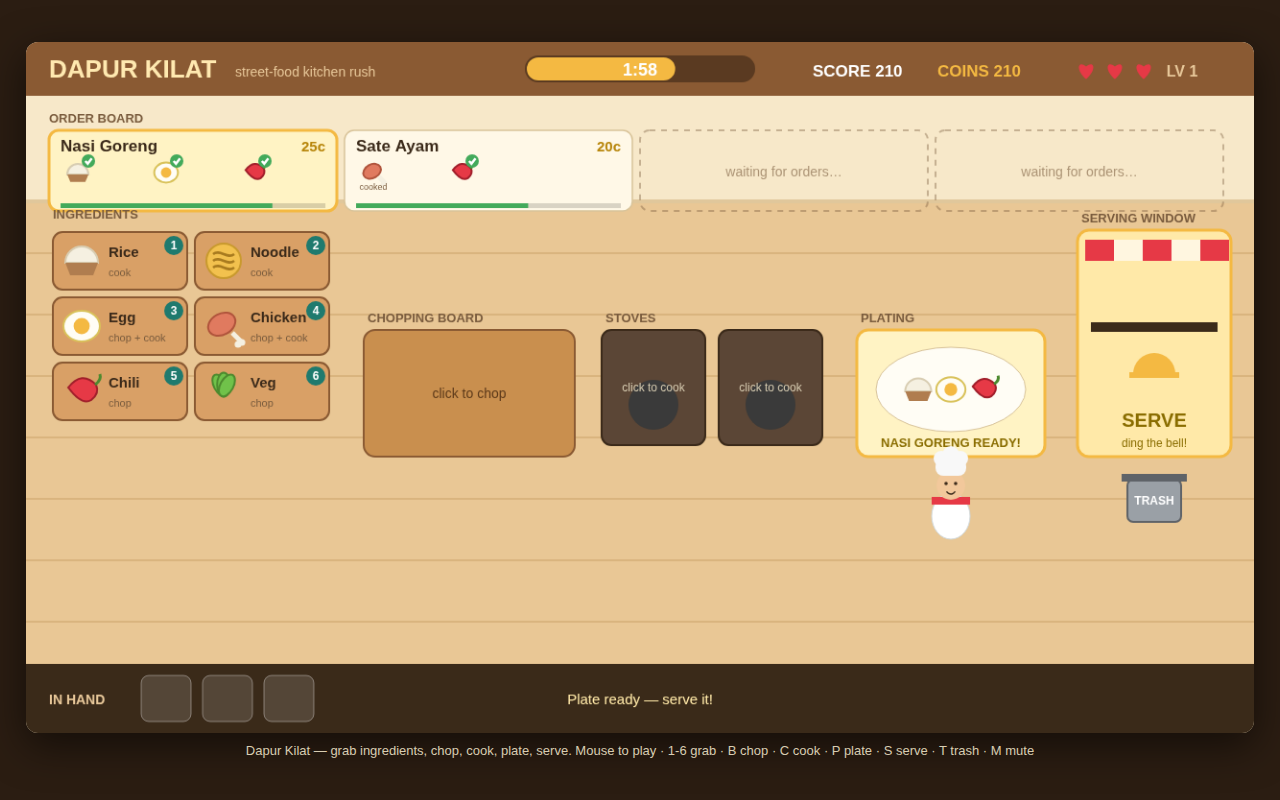 DAPUR KILAT
street-food kitchen rush
1:58
SCORE 210
COINS 210
LV 1
ORDER BOARD
Nasi Goreng
25c
Sate Ayam
20c
cooked
waiting for orders…
waiting for orders…
INGREDIENTS
SERVING WINDOW
Rice
1
cook
Noodle
2
cook
Egg
3
chop + cook
Chicken
4
chop + cook
Chili
5
chop
Veg
6
chop
CHOPPING BOARD
click to chop
STOVES
click to cook
click to cook
PLATING
NASI GORENG READY!
SERVE
ding the bell!
TRASH
IN HAND
Plate ready — serve it!
Dapur Kilat — grab ingredients, chop, cook, plate, serve. Mouse to play · 1-6 grab · B chop · C cook · P plate · S serve · T trash · M mute